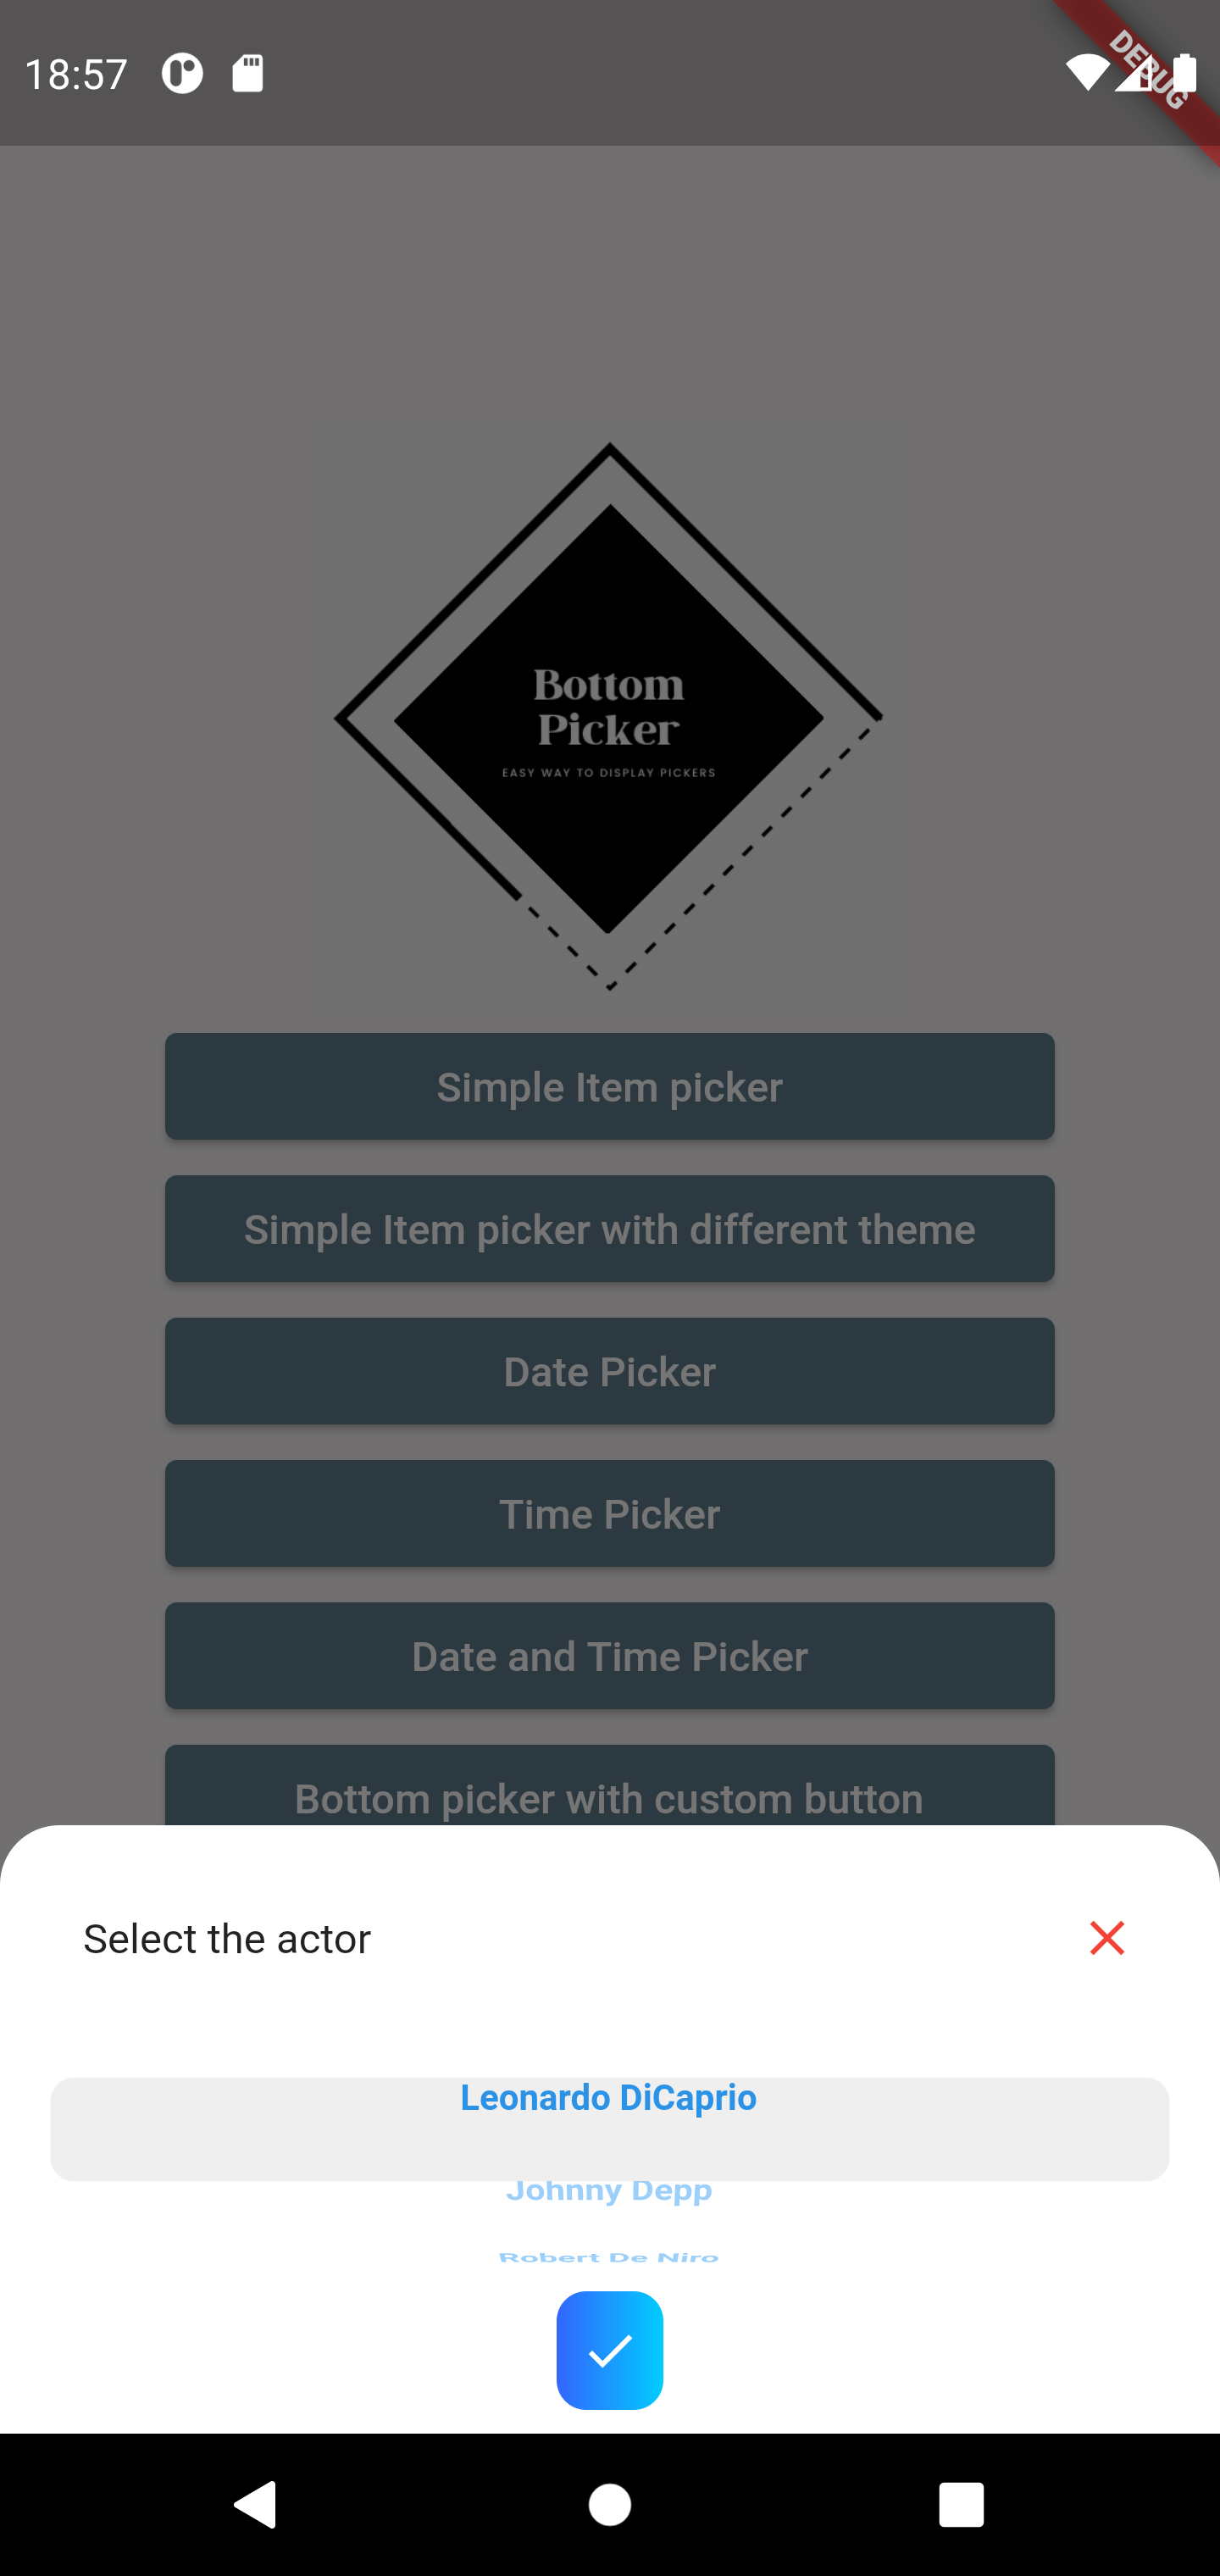 18:57
DEBUG
Bottom
Picker
EASY WAY TO DISPLAY PICKERS
Simple Item picker
Simple Item picker with different theme
Date Picker
Time Picker
Date and Time Picker
Bottom picker with custom button
Select the actor
Leonardo DiCaprio
Johnny Depp
Robert De Niro